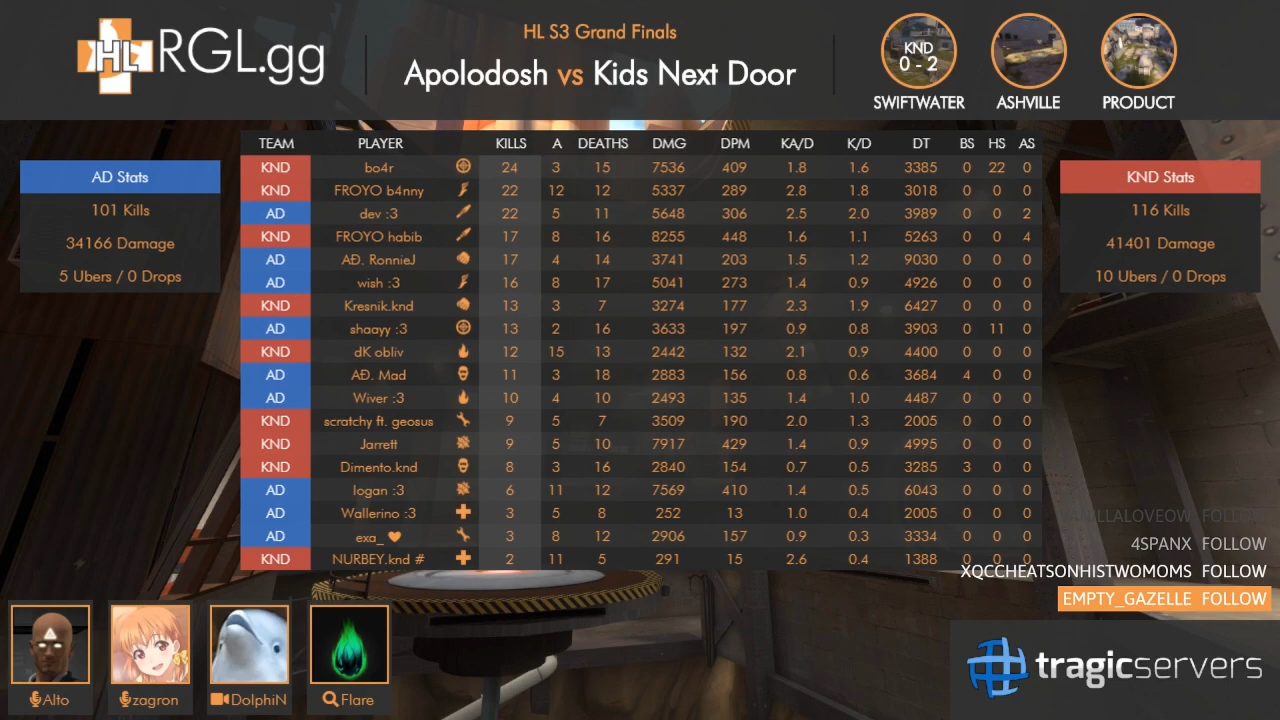 HL RGL.gg
HL S3 Grand Finals
Apolodosh vs Kids Next Door
KND
0 - 2
SWIFTWATER ASHVILLE PRODUCT
AD Stats
101 Kills
34166 Damage
5 Ubers / 0 Drops
TEAM PLAYER KILLS A DEATHS DMG DPM KA/D K/D DT BS HS AS
KND bo4r 24 3 15 7536 409 1.8 1.6 3385 0 22 0
KND FROYO b4nny 22 12 12 5337 289 2.8 1.8 3018 0 0 0
AD dev :3 22 5 11 5648 306 2.5 2.0 3989 0 0 2
KND FROYO habib 17 8 16 8255 448 1.6 1.1 5263 0 0 4
AD AĐ. RonnieJ 17 4 14 3741 203 1.5 1.2 9030 0 0 0
AD wish :3 16 8 17 5041 273 1.4 0.9 4926 0 0 0
KND Kresnik.knd 13 3 7 3274 177 2.3 1.9 6427 0 0 0
AD shaayy :3 13 2 16 3633 197 0.9 0.8 3903 0 11 0
KND dK obliv 12 15 13 2442 132 2.1 0.9 4400 0 0 0
AD AĐ. Mad 11 3 18 2883 156 0.8 0.6 3684 4 0 0
AD Wiver :3 10 4 10 2493 135 1.4 1.0 4487 0 0 0
KND scratchy ft. geosus 9 5 7 3509 190 2.0 1.3 2005 0 0 0
KND Jarrett 9 5 10 7917 429 1.4 0.9 4995 0 0 0
KND Dimento.knd 8 3 16 2840 154 0.7 0.5 3285 3 0 0
AD logan :3 6 11 12 7569 410 1.4 0.5 6043 0 0 0
AD Wallerino :3 3 5 8 252 13 1.0 0.4 2005 0 0 0
AD exa_ ♥ 3 8 12 2906 157 0.9 0.3 3334 0 0 0
KND NURBEY.knd # 2 11 5 291 15 2.6 0.4 1388 0 0 0
KND Stats
116 Kills
41401 Damage
10 Ubers / 0 Drops
FOLLOW
4SPANX FOLLOW
XQCCHEATSONHISTWOMOMS FOLLOW
EMPTY_GAZELLE FOLLOW
Alto zagron DolphiN Flare
tragicservers